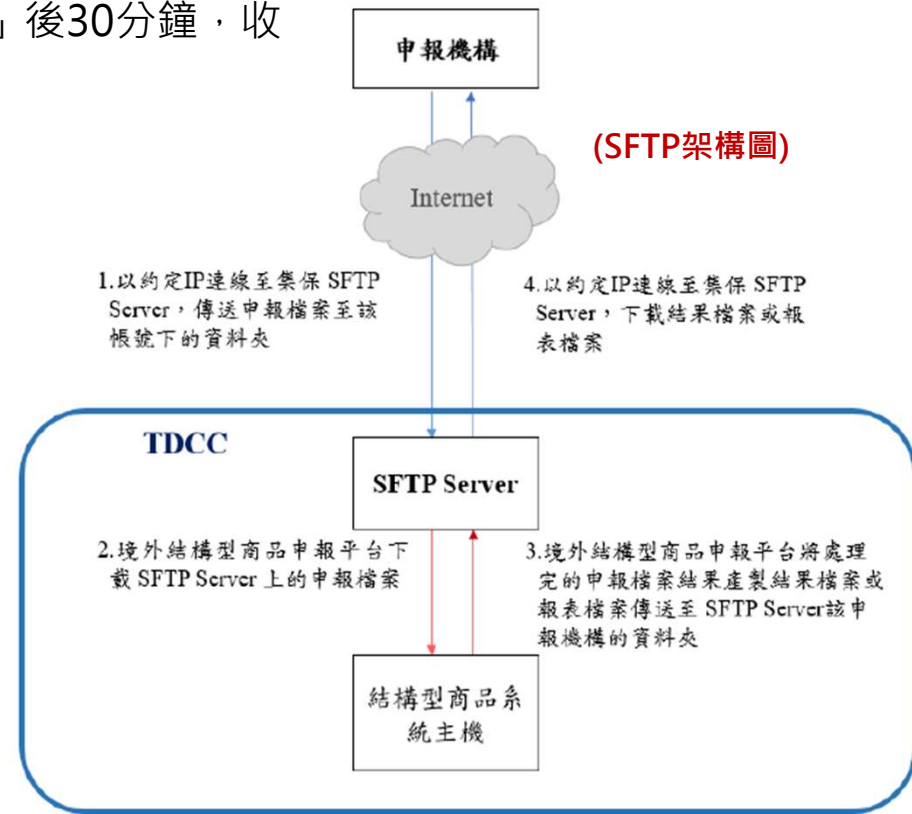 」後30分鐘，收
申報機構
(SFTP架構圖)
Internet
1.以約定IP連線至集保 SFTP
Server，傳送申報檔案至該
帳號下的資料夾
4.以約定IP連線至集保 SFTP
Server，下載結果檔案或報
表檔案
TDCC
SFTP Server
2.境外結構型商品申報平台下
載 SFTP Server 上的申報檔案
3.境外結構型商品申報平台將處理
完的申報檔案結果產製結果檔案或
報表檔案傳送至 SFTP Server該申
報機構的資料夾
結構型商品系
統主機